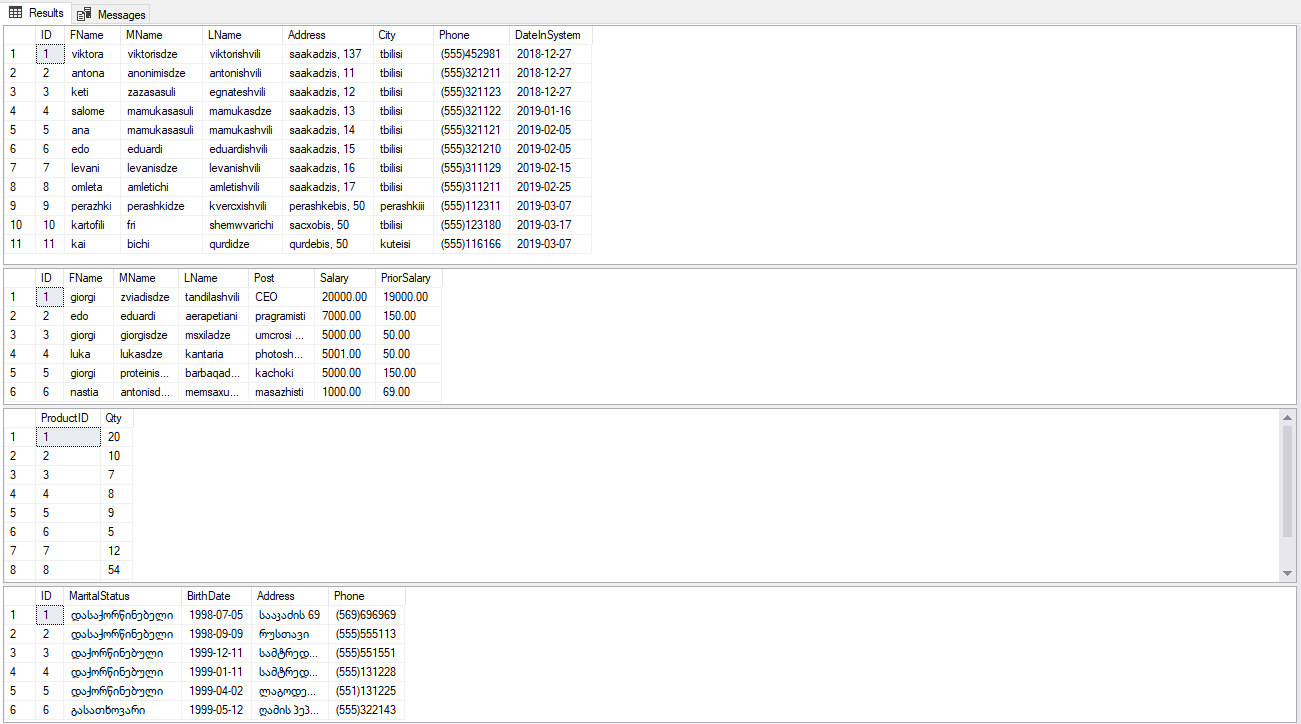 Results Messages
ID FName MName LName Address City Phone DateInSystem
1 1 viktora viktorisdze viktorishvili saakadzis, 137 tbilisi (555)452981 2018-12-27
2 2 antona anonimisdze antonishvili saakadzis, 11 tbilisi (555)321211 2018-12-27
3 3 keti zazasasuli egnateshvili saakadzis, 12 tbilisi (555)321123 2018-12-27
4 4 salome mamukasasuli mamukasdze saakadzis, 13 tbilisi (555)321122 2019-01-16
5 5 ana mamukasasuli mamukashvili saakadzis, 14 tbilisi (555)321121 2019-02-05
6 6 edo eduardi eduardishvili saakadzis, 15 tbilisi (555)321210 2019-02-05
7 7 levani levanisdze levanishvili saakadzis, 16 tbilisi (555)311129 2019-02-15
8 8 omleta amletichi amletishvili saakadzis, 17 tbilisi (555)311211 2019-02-25
9 9 perazhki perashkidze kvercxishvili perashkebis, 50 perashkiii (555)112311 2019-03-07
10 10 kartofili fri shemwvarichi sacxobis, 50 tbilisi (555)123180 2019-03-17
11 11 kai bichi qurdidze qurdebis, 50 kuteisi (555)116166 2019-03-07
ID FName MName LName Post Salary PriorSalary
1 1 giorgi zviadisdze tandilashvili CEO 20000.00 19000.00
2 2 edo eduardi aerapetiani pragramisti 7000.00 150.00
3 3 giorgi giorgisdze msxiladze umcrosi ... 5000.00 50.00
4 4 luka lukasdze kantaria photosh... 5001.00 50.00
5 5 giorgi proteinis... barbaqad... kachoki 5000.00 150.00
6 6 nastia antonisd... memsaxu... masazhisti 1000.00 69.00
ProductID Qty
1 1 20
2 2 10
3 3 7
4 4 8
5 5 9
6 6 5
7 7 12
8 8 54
ID MaritalStatus BirthDate Address Phone
1 1 დასაქორწინებელი 1998-07-05 სააკაძის 69 (569)696969
2 2 დასაქორწინებელი 1998-09-09 რუსთავი (555)555113
3 3 დაქორწინებული 1999-12-11 სამტრედ... (555)551551
4 4 დაქორწინებული 1999-01-11 სამტრედ... (555)131228
5 5 დაქორწინებული 1999-04-02 ლაგოდე... (551)131225
6 6 გასათხოვარი 1999-05-12 ღამის პეპ... (555)322143